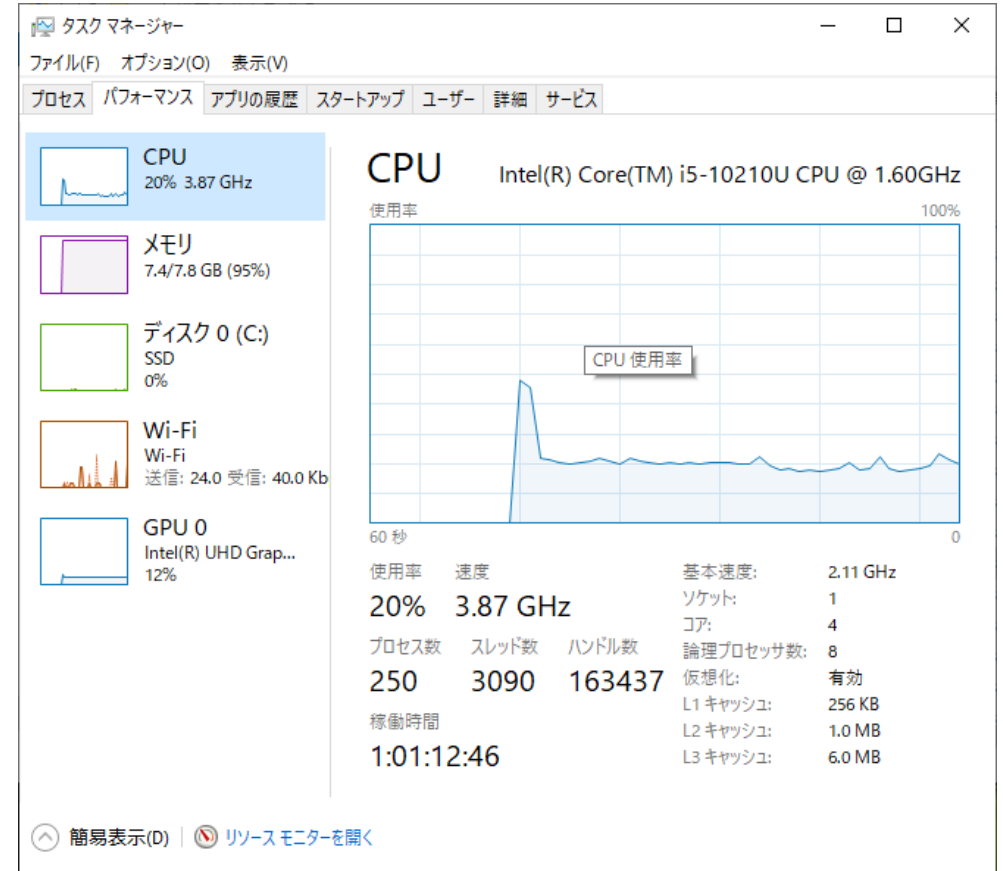 タスク マネージャー
ファイル(F) オプション(O) 表示(V)
プロセス パフォーマンス アプリの履歴 スタートアップ ユーザー 詳細 サービス
CPU
20% 3.87 GHz
メモリ
7.4/7.8 GB (95%)
ディスク 0 (C:)
SSD
0%
Wi-Fi
Wi-Fi
送信: 24.0 受信: 40.0 Kb
GPU 0
Intel(R) UHD Grap...
12%
CPU Intel(R) Core(TM) i5-10210U CPU @ 1.60GHz
使用率 100%
CPU 使用率
60 秒 0
使用率 速度
20% 3.87 GHz
プロセス数 スレッド数 ハンドル数
250 3090 163437
稼働時間
1:01:12:46
基本速度: 2.11 GHz
ソケット: 1
コア: 4
論理プロセッサ数: 8
仮想化: 有効
L1 キャッシュ: 256 KB
L2 キャッシュ: 1.0 MB
L3 キャッシュ: 6.0 MB
簡易表示(D) リソース モニターを開く